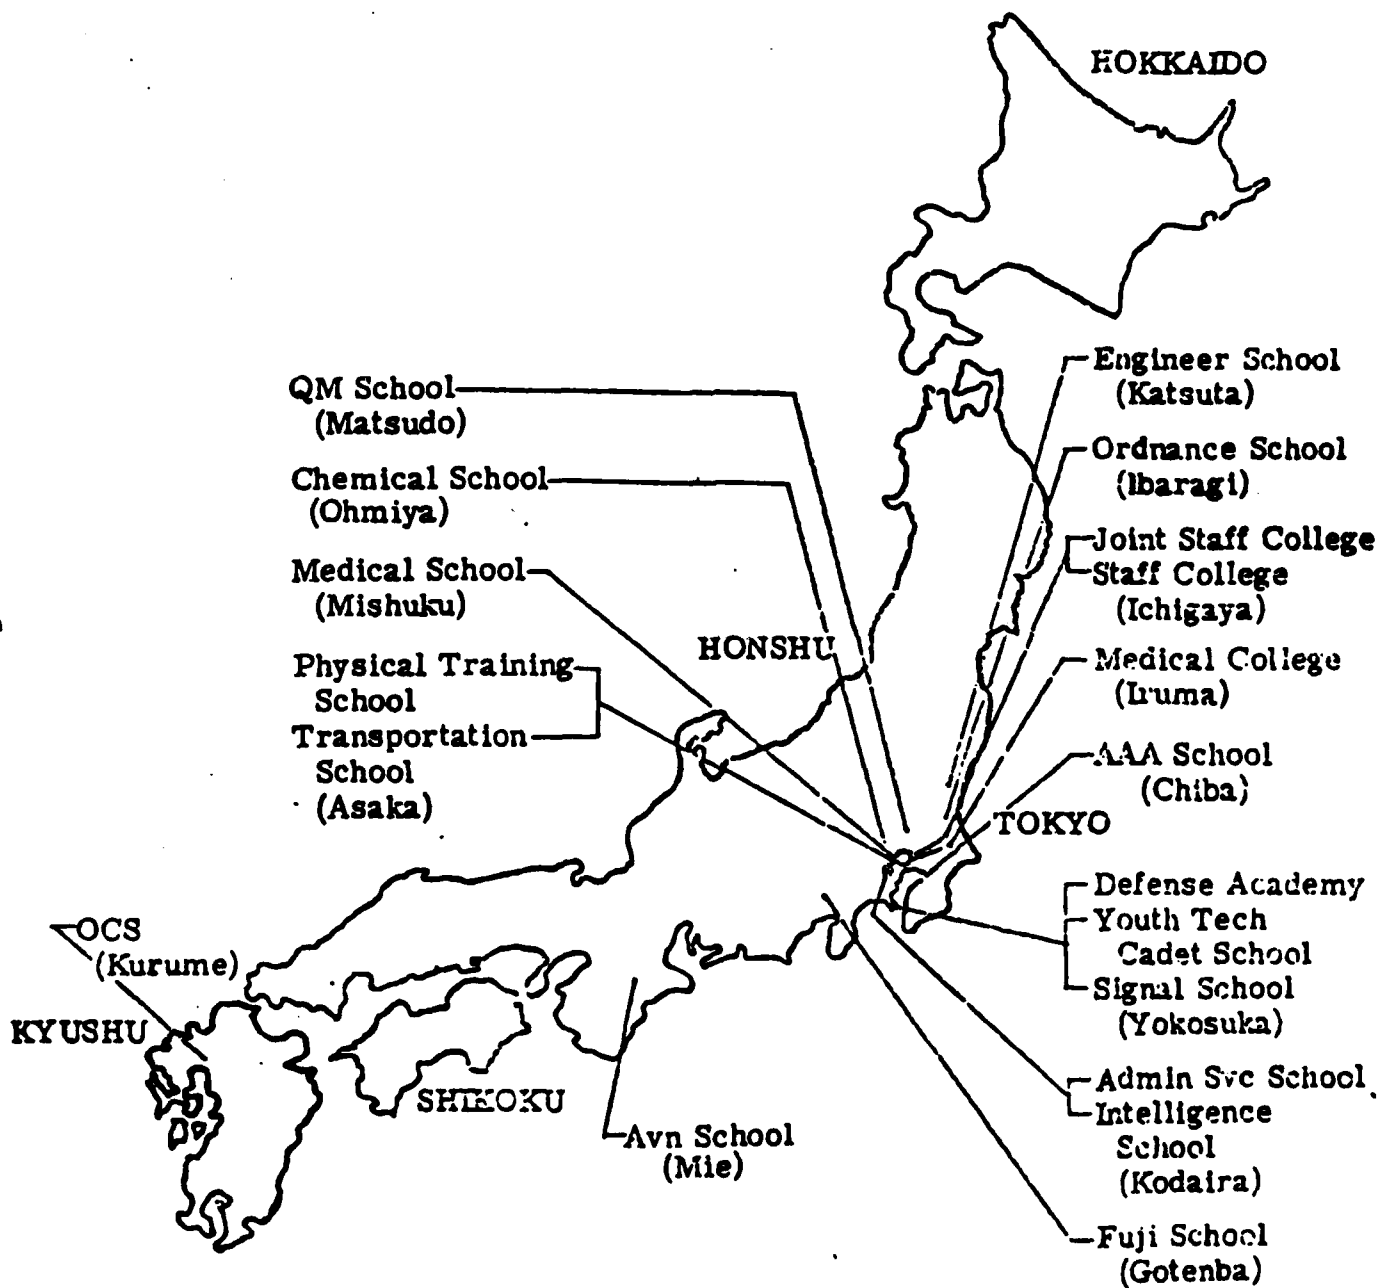 HOKKAIDO
QM School
(Matsudo)
Chemical School
(Ohmiya)
Medical School
(Mishuku)
Physical Training
School
Transportation
School
(Asaka)
HONSHU
Engineer School
(Katsuta)
Ordnance School
(Ibaragi)
Joint Staff College
Staff College
(Ichigaya)
Medical College
(Iruma)
AAA School
(Chiba)
TOKYO
Defense Academy
Youth Tech
Cadet School
Signal School
(Yokosuka)
Admin Svc School
Intelligence
School
(Kodaira)
Fuji School
(Gotenba)
OCS
(Kurume)
KYUSHU
SHIKOKU
Avn School
(Mie)